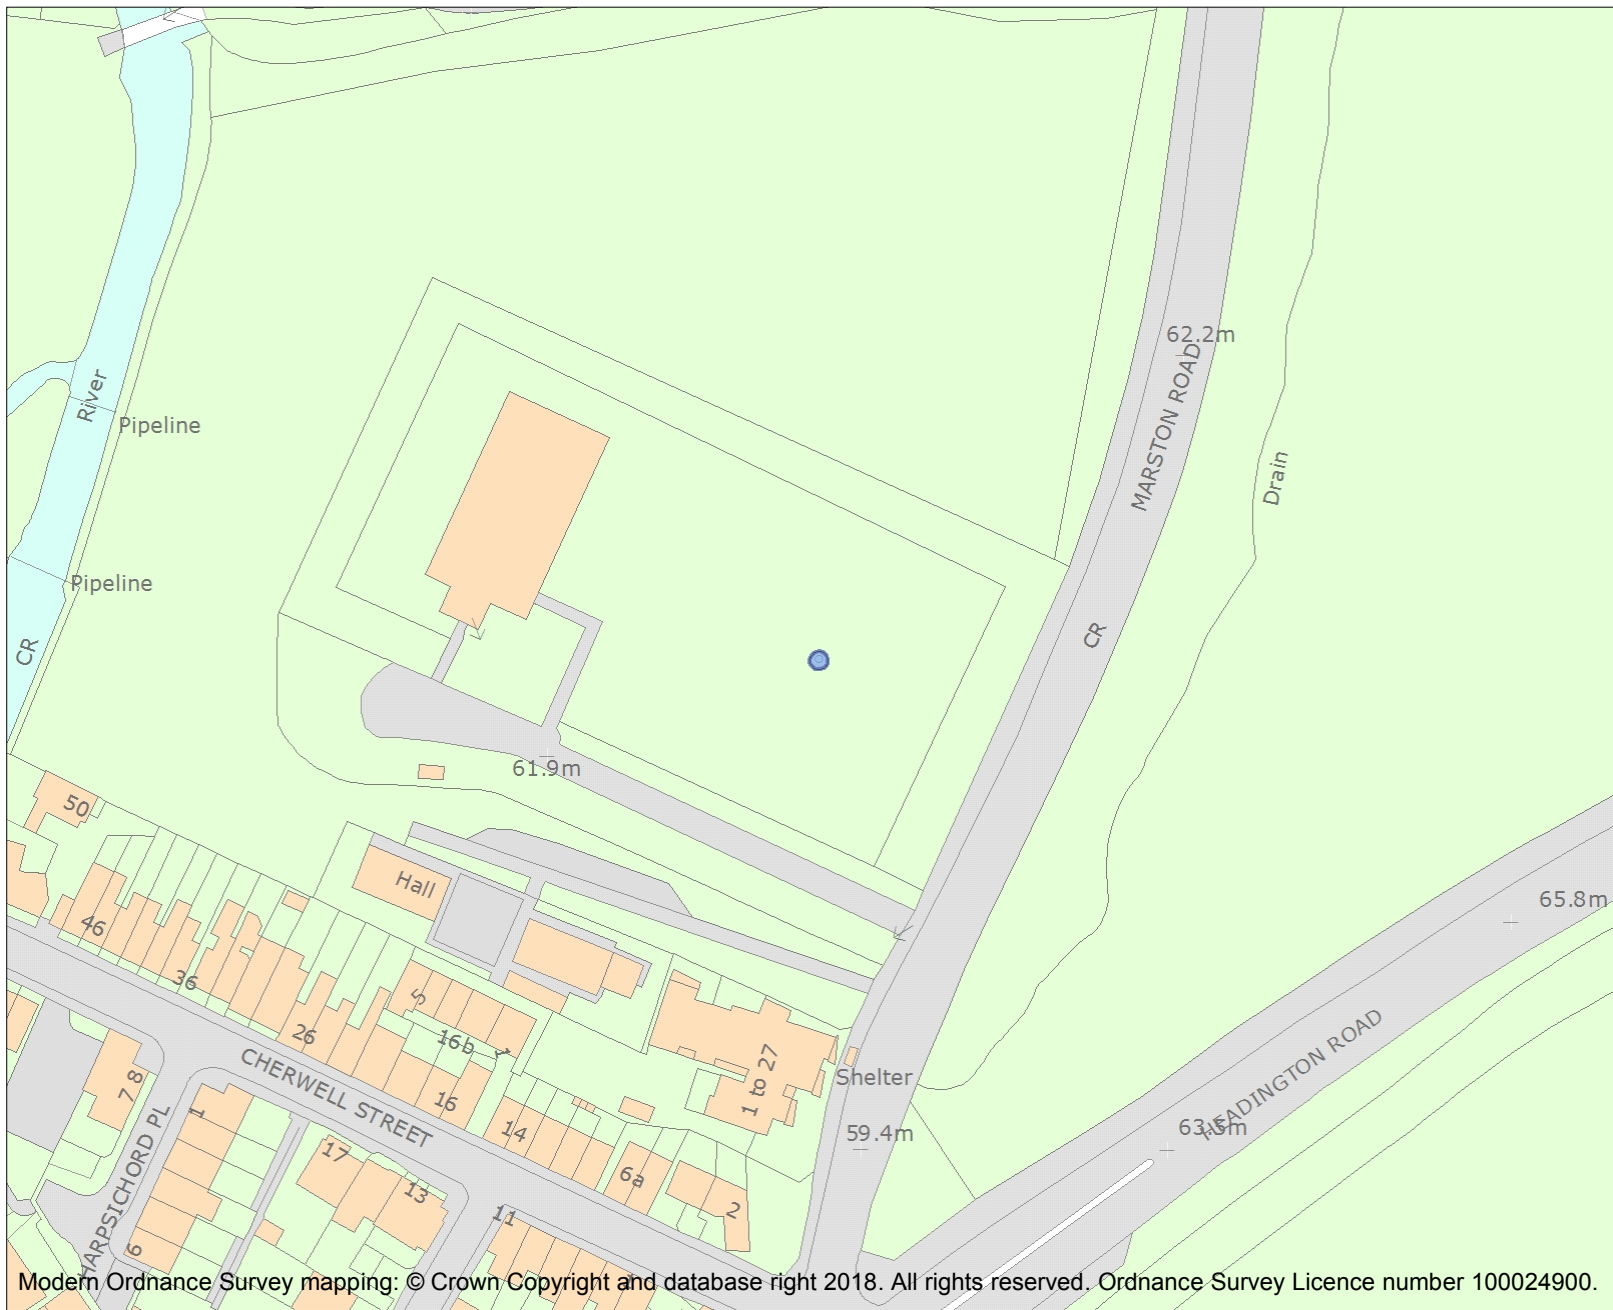 62.2m
MARSTON ROAD
River
Pipeline
Drain
Pipeline
CR
CR
61.9m
50
Hall
65.8m
46
36
5
26
16b
1
1 to 27
Shelter
HEADINGTON ROAD
CHERWELL STREET
7 8
1
16
14
59.4m
17
6a
13
2
11
HARPSICHORD PL
6
Modern Ordnance Survey mapping: © Crown Copyright and database right 2018. All rights reserved. Ordnance Survey Licence number 100024900.